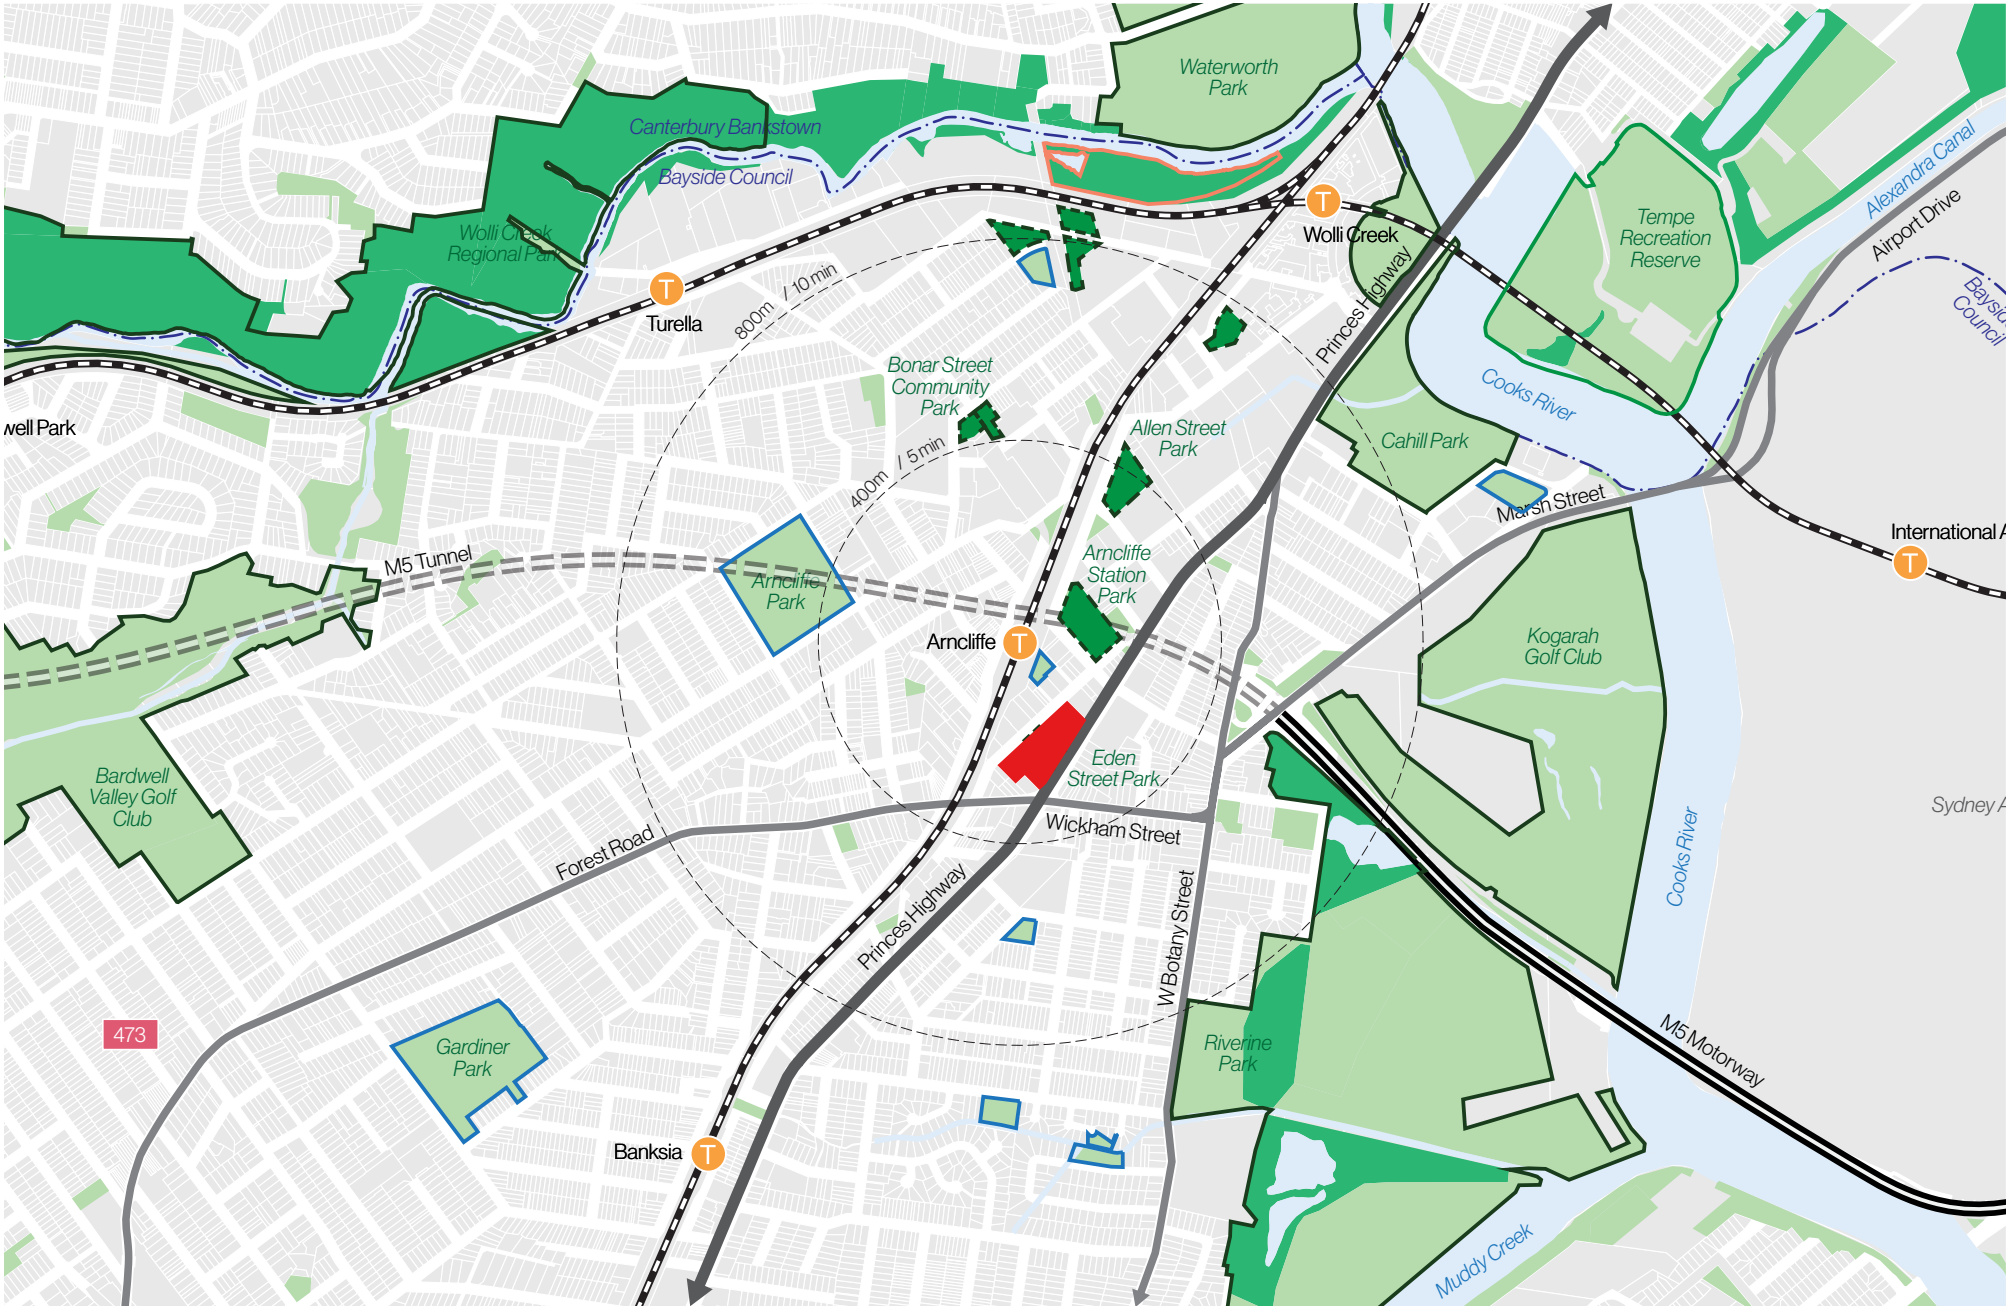 Waterworth
Park
Canterbury Bankstown
Bayside Council
Wolli Creek
Regional Park
T
Turella
T
Wolli Creek
Tempe
Recreation
Reserve
Alexandra Canal
Airport Drive
Bayside
Council
800m / 10 min
Princes Highway
Bonar Street
Community
Park
Cooks River
well Park
400m / 5 min
Allen Street
Park
Cahill Park
Marsh Street
International A
T
M5 Tunnel
Arncliffe
Park
Arncliffe
Station
Park
Arncliffe
T
Kogarah
Golf Club
Eden
Street Park
Bardwell
Valley Golf
Club
Sydney A
Cooks River
Forest Road
Wickham Street
Princes Highway
W Botany Street
473
Gardiner
Park
Riverine
Park
M5 Motorway
Banksia
T
Muddy Creek